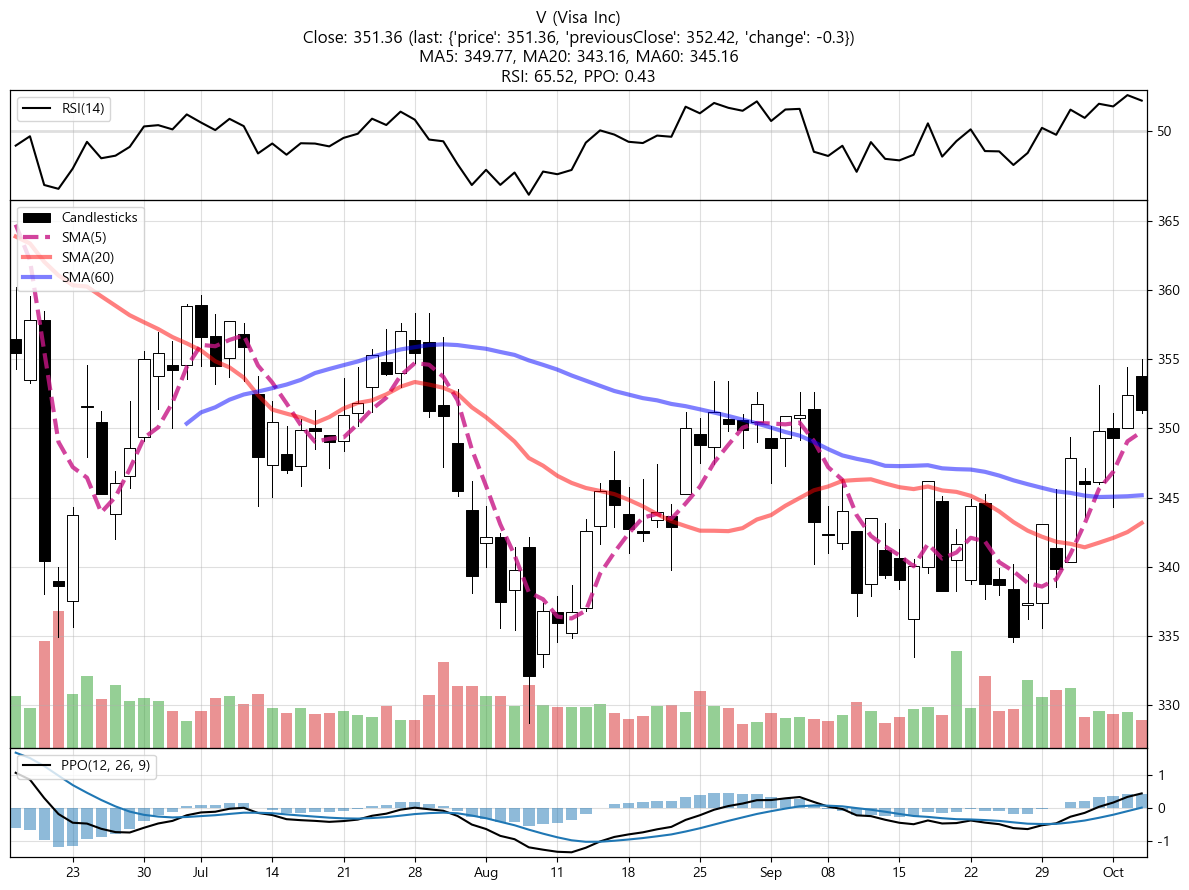 V (Visa Inc)
Close: 351.36 (last: {'price': 351.36, 'previousClose': 352.42, 'change': -0.3})
MA5: 349.77, MA20: 343.16, MA60: 345.16
RSI: 65.52, PPO: 0.43
RSI(14)
50
Candlesticks
SMA(5)
SMA(20)
SMA(60)
365
360
355
350
345
340
335
330
PPO(12, 26, 9)
1
0
-1
23 30 Jul 14 21 28 Aug 11 18 25 Sep 08 15 22 29 Oct